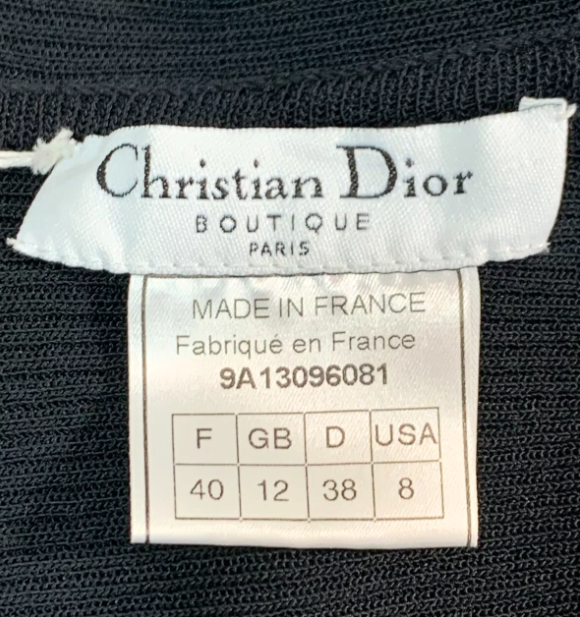 Christian Dior
BOUTIQUE
PARIS
MADE IN FRANCE
Fabriqué en France
9A13096081
F GB D USA
40 12 38 8